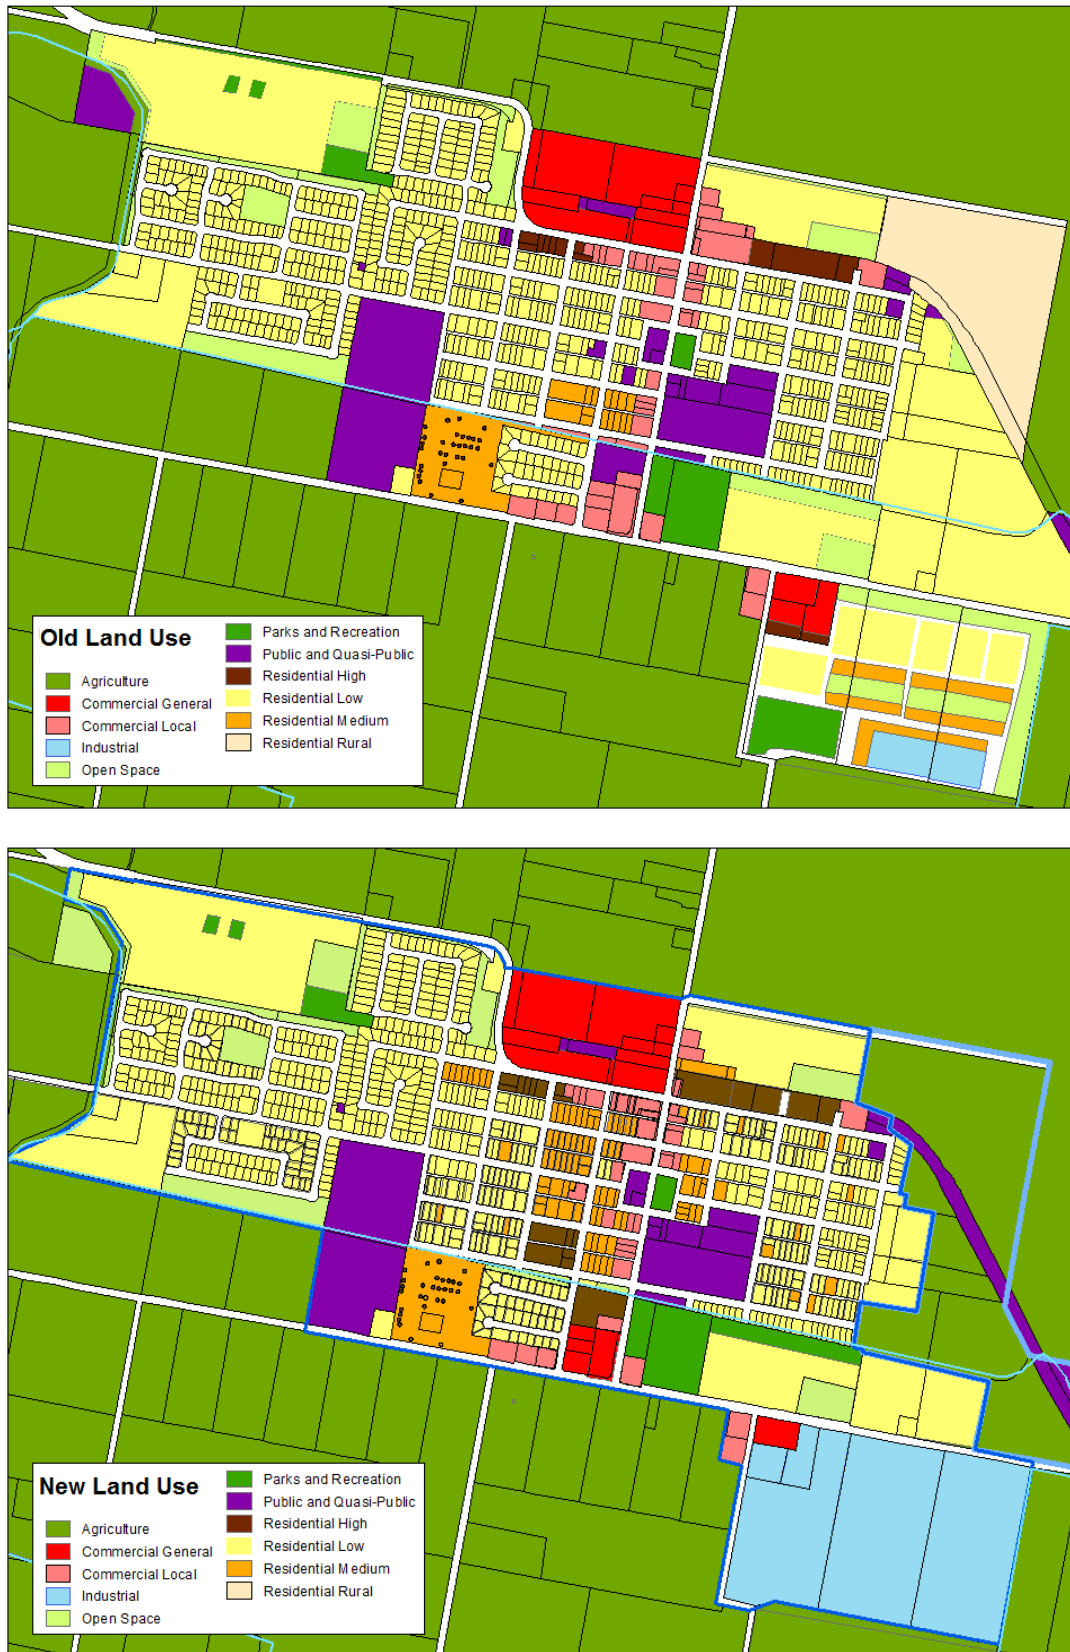 Old Land Use
Agriculture
Commercial General
Commercial Local
Industrial
Open Space
Parks and Recreation
Public and Quasi-Public
Residential High
Residential Low
Residential Medium
Residential Rural
New Land Use
Agriculture
Commercial General
Commercial Local
Industrial
Open Space
Parks and Recreation
Public and Quasi-Public
Residential High
Residential Low
Residential Medium
Residential Rural